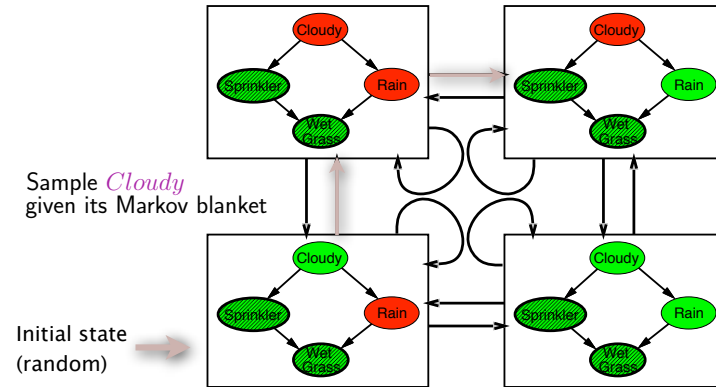 Cloudy
Sprinkler
Rain
Wet
Grass
Cloudy
Sprinkler
Rain
Wet
Grass
Sample Cloudy
given its Markov blanket
Cloudy
Sprinkler
Rain
Wet
Grass
Cloudy
Sprinkler
Rain
Wet
Grass
Initial state
(random)